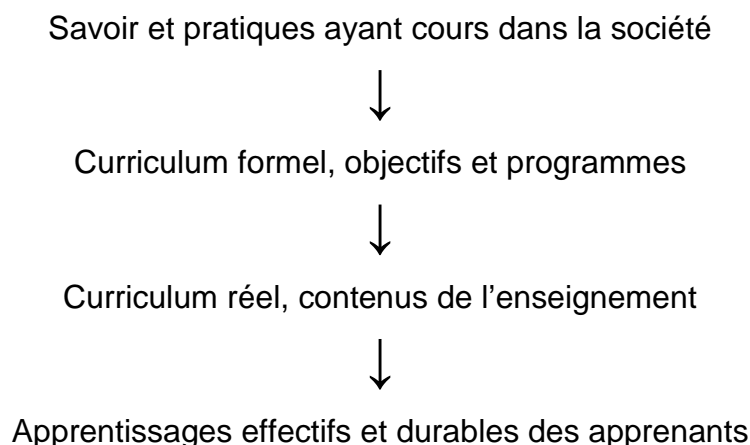 Savoir et pratiques ayant cours dans la société
↓
Curriculum formel, objectifs et programmes
↓
Curriculum réel, contenus de l’enseignement
↓
Apprentissages effectifs et durables des apprenants